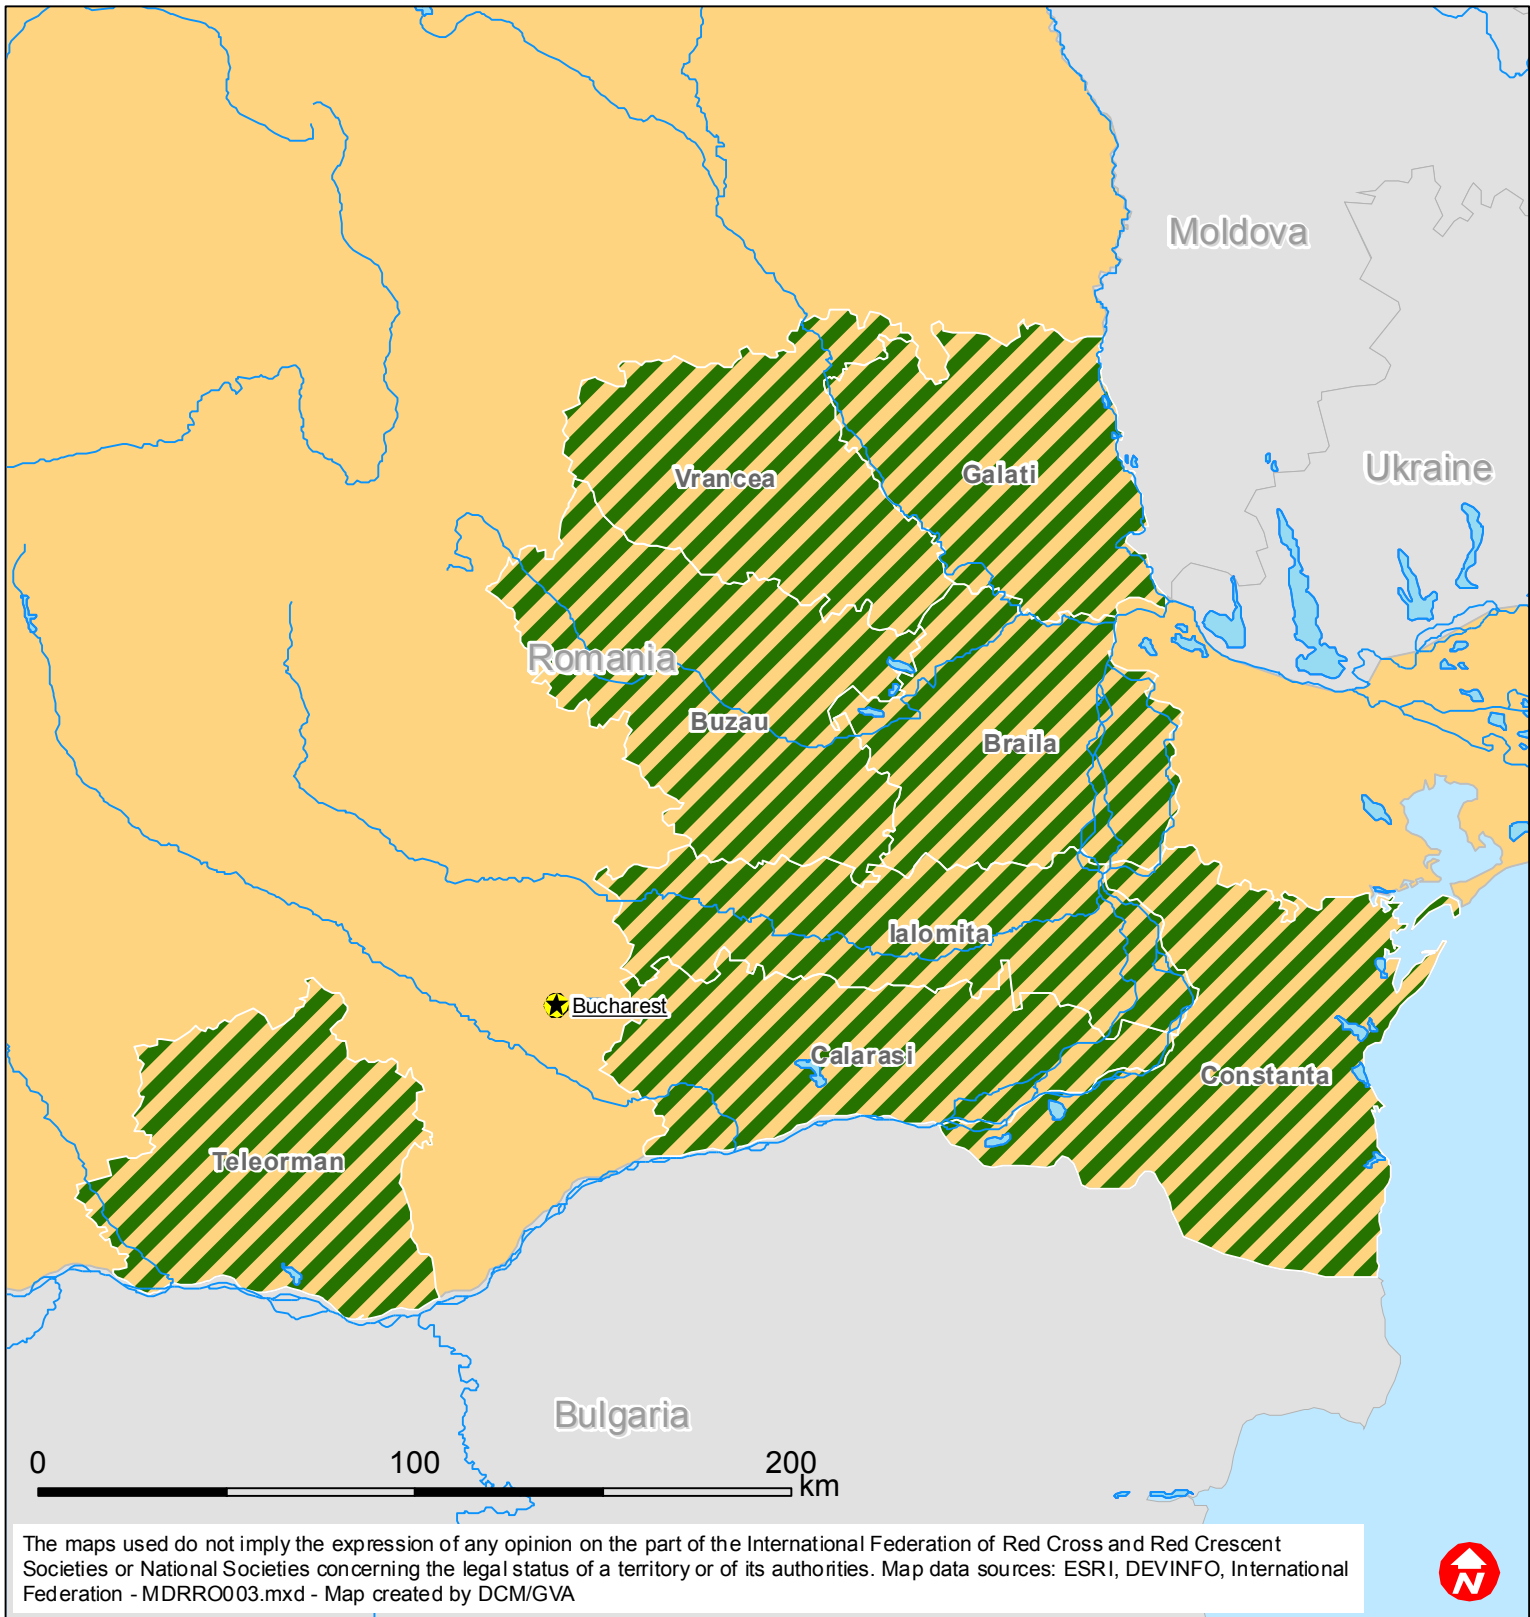 Moldova
Ukraine
Vrancea
Galati
Romania
Buzau
Braila
Ialomita
Bucharest
Calarasi
Constanta
Teleorman
Bulgaria
0 100 200
km
The maps used do not imply the expression of any opinion on the part of the International Federation of Red Cross and Red Crescent
Societies or National Societies concerning the legal status of a territory or of its authorities. Map data sources: ESRI, DEVINFO, International
Federation - MDRRO003.mxd - Map created by DCM/GVA
N